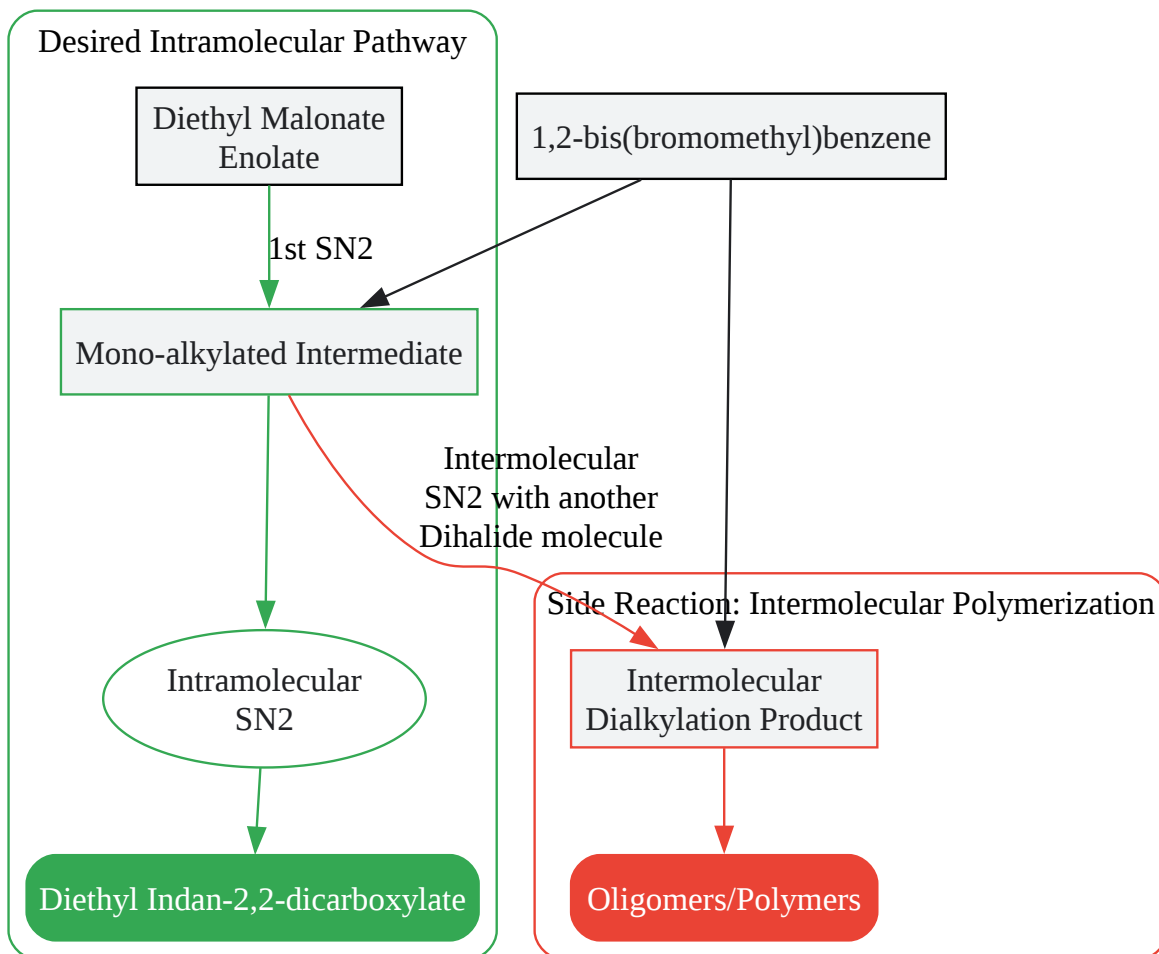 Desired Intramolecular Pathway
Diethyl Malonate
Enolate
1,2-bis(bromomethyl)benzene
1st SN2
Mono-alkylated Intermediate
Intermolecular
SN2 with another
Dihalide molecule
Side Reaction: Intermolecular Polymerization
Intramolecular
SN2
Intermolecular
Dialkylation Product
Diethyl Indan-2,2-dicarboxylate
Oligomers/Polymers